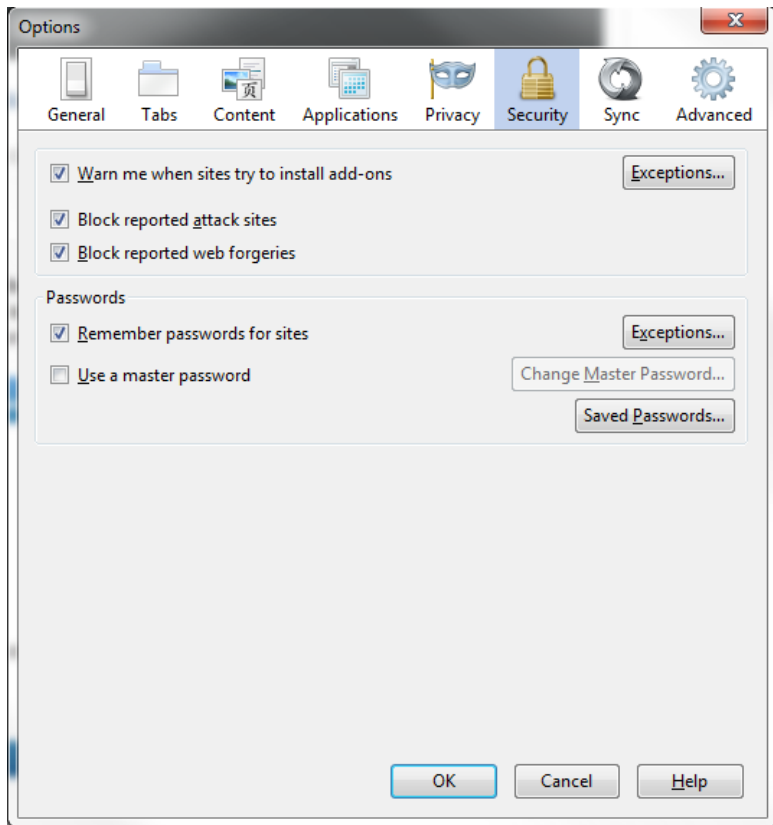 Options
General Tabs Content Applications Privacy Security Sync Advanced
页
Warn me when sites try to install add-ons Exceptions...
Block reported attack sites
Block reported web forgeries
Passwords
Remember passwords for sites Exceptions...
Use a master password Change Master Password...
Saved Passwords...
OK Cancel Help